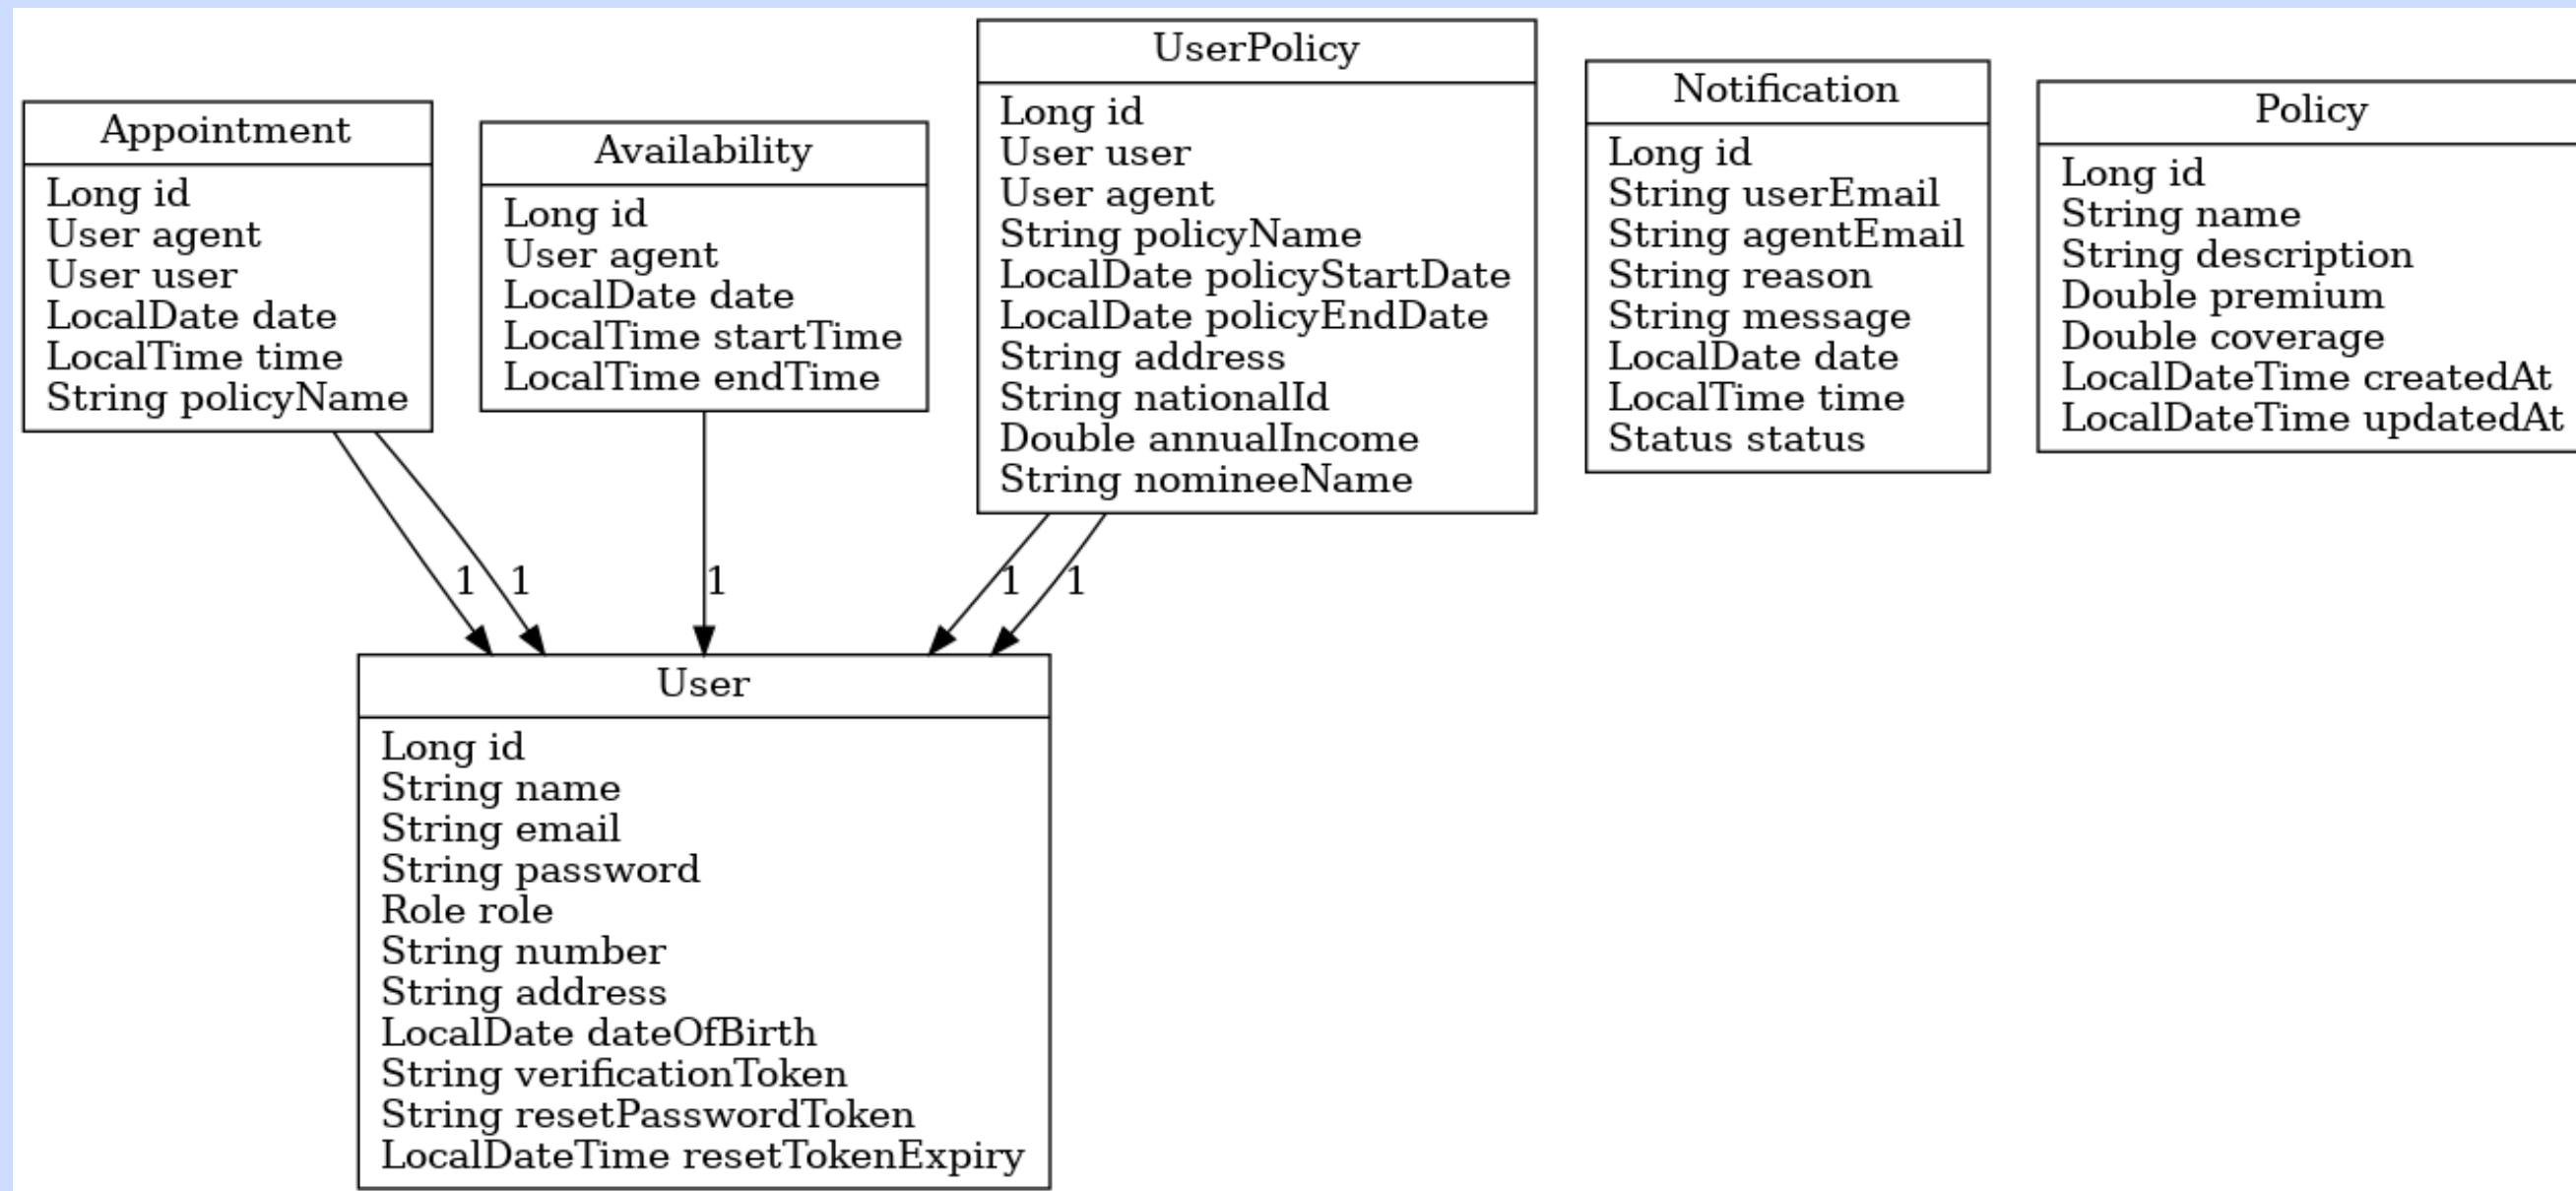 Appointment
Long id
User agent
User user
LocalDate date
LocalTime time
String policyName
Availability
Long id
User agent
LocalDate date
LocalTime startTime
LocalTime endTime
UserPolicy
Long id
User user
User agent
String policyName
LocalDate policyStartDate
LocalDate policyEndDate
String address
String nationalId
Double annualIncome
String nomineeName
Notification
Long id
String userEmail
String agentEmail
String reason
String message
LocalDate date
LocalTime time
Status status
Policy
Long id
String name
String description
Double premium
Double coverage
LocalDateTime createdAt
LocalDateTime updatedAt
1
1
1
1
1
User
Long id
String name
String email
String password
Role role
String number
String address
LocalDate dateOfBirth
String verificationToken
String resetPasswordToken
LocalDateTime resetTokenExpiry